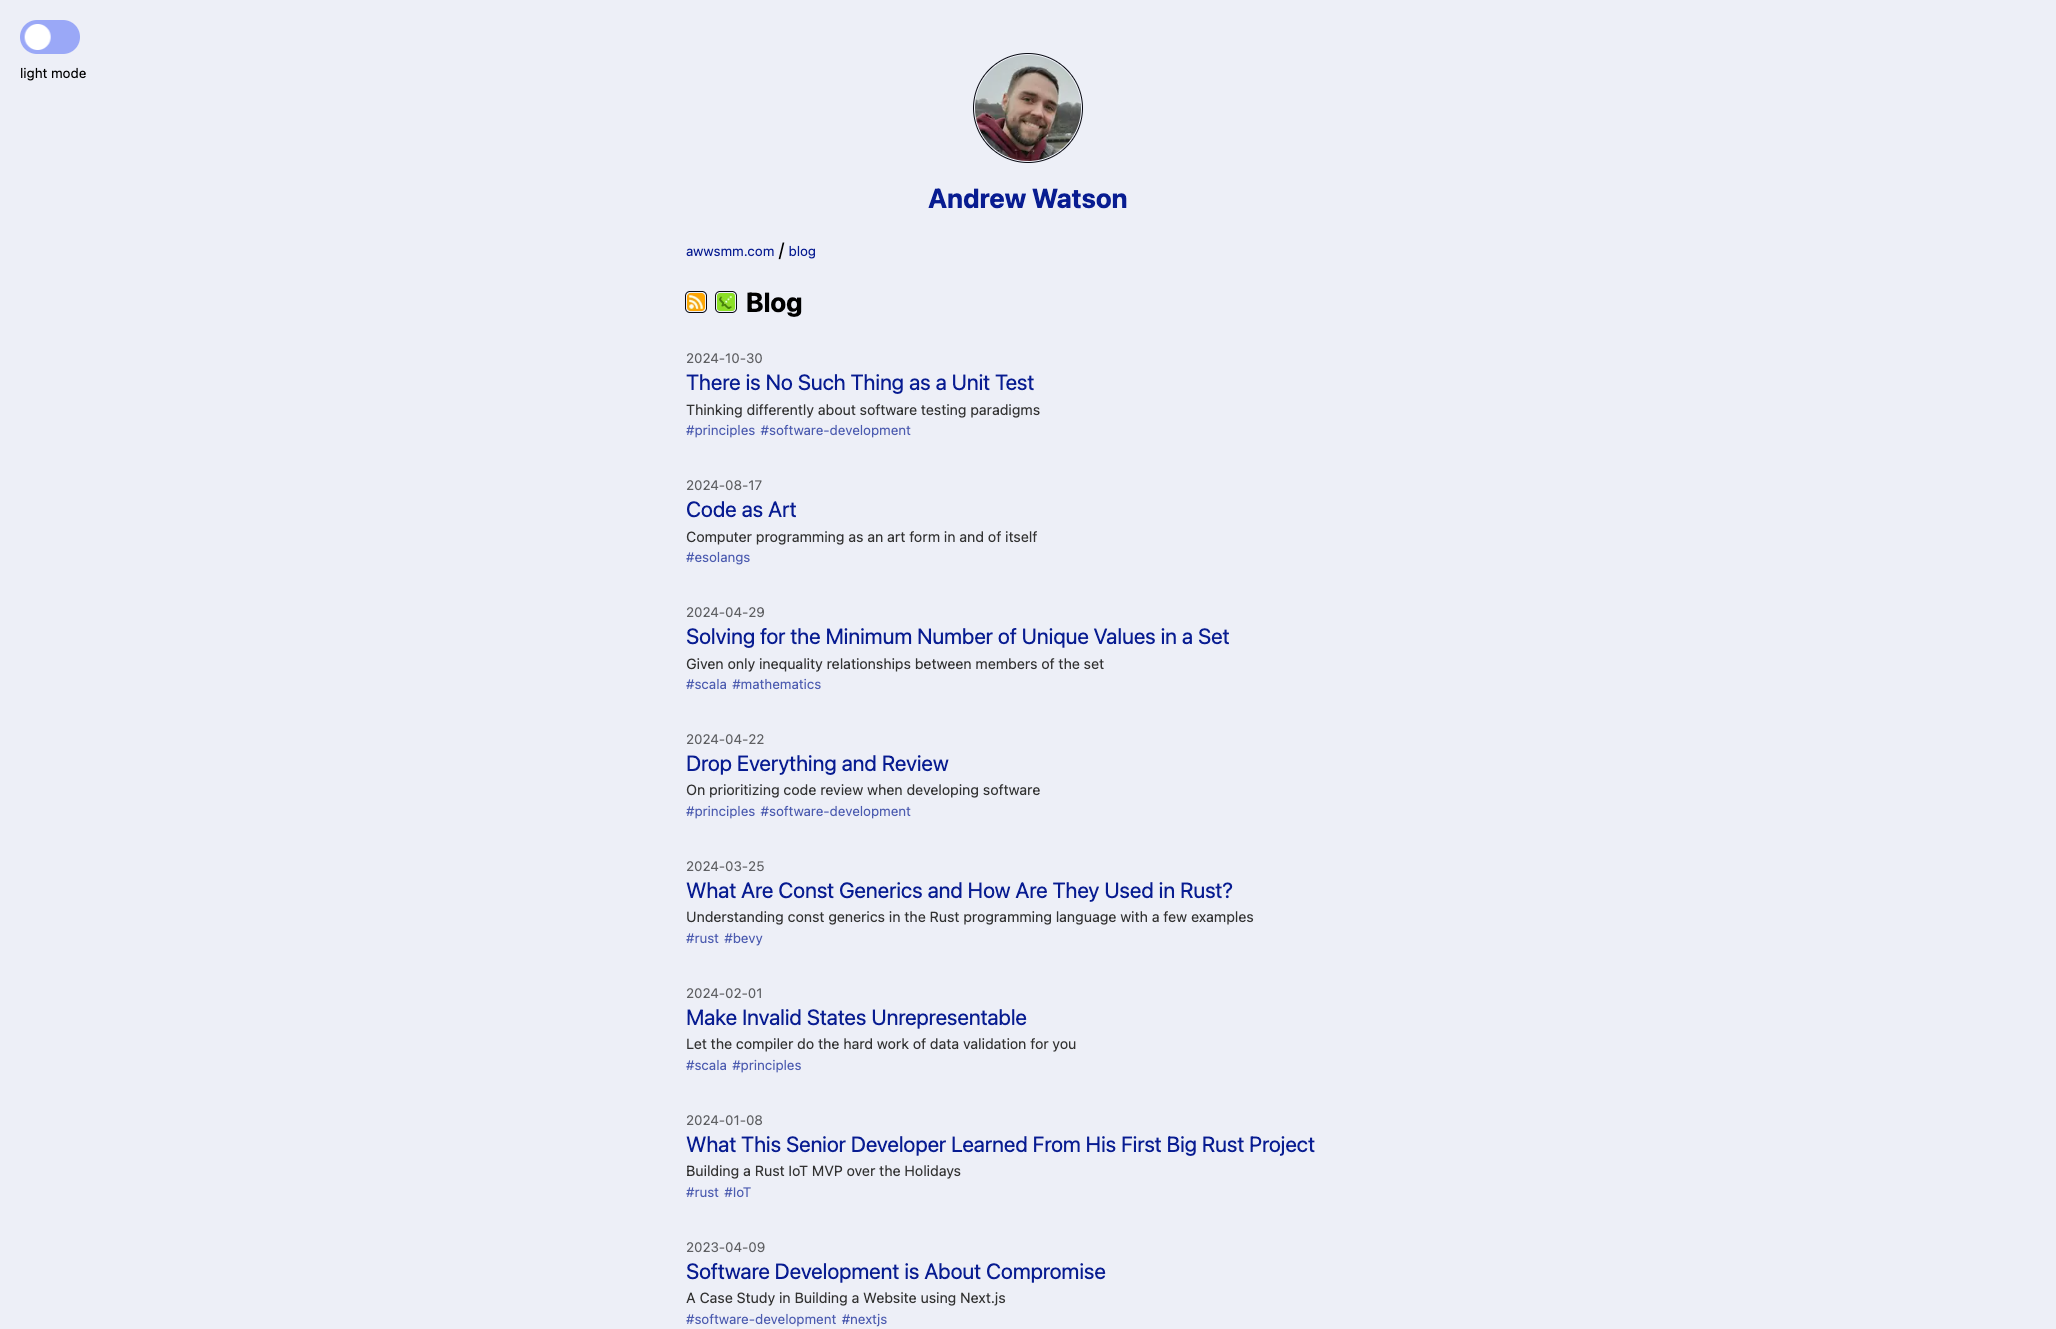 light mode
Andrew Watson
awwsmm.com / blog
Blog
2024-10-30
There is No Such Thing as a Unit Test
Thinking differently about software testing paradigms
#principles #software-development
2024-08-17
Code as Art
Computer programming as an art form in and of itself
#esolangs
2024-04-29
Solving for the Minimum Number of Unique Values in a Set
Given only inequality relationships between members of the set
#scala #mathematics
2024-04-22
Drop Everything and Review
On prioritizing code review when developing software
#principles #software-development
2024-03-25
What Are Const Generics and How Are They Used in Rust?
Understanding const generics in the Rust programming language with a few examples
#rust #bevy
2024-02-01
Make Invalid States Unrepresentable
Let the compiler do the hard work of data validation for you
#scala #principles
2024-01-08
What This Senior Developer Learned From His First Big Rust Project
Building a Rust IoT MVP over the Holidays
#rust #IoT
2023-04-09
Software Development is About Compromise
A Case Study in Building a Website using Next.js
#software-development #nextjs